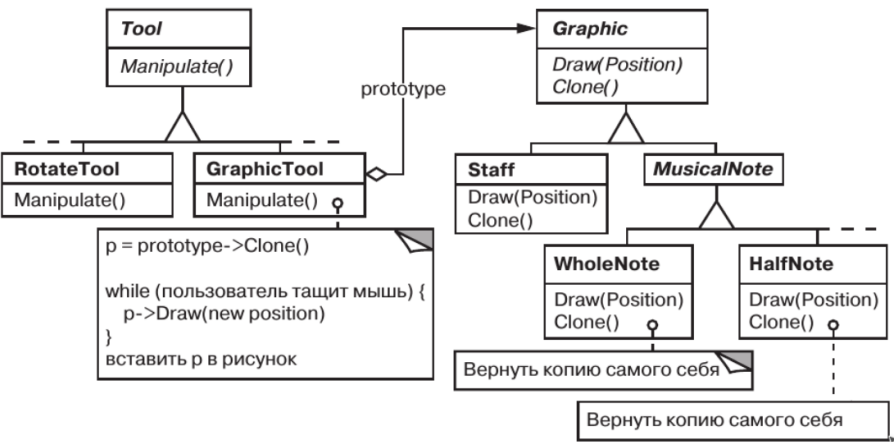 Tool
Manipulate()
Graphic
Draw(Position)
Clone()
prototype
RotateTool
Manipulate()
GraphicTool
Manipulate()
Staff
Draw(Position)
Clone()
MusicalNote
p = prototype->Clone()
while (пользователь тащит мышь) {
p->Draw(new position)
}
вставить p в рисунок
WholeNote
Draw(Position)
Clone()
HalfNote
Draw(Position)
Clone()
Вернуть копию самого себя
Вернуть копию самого себя